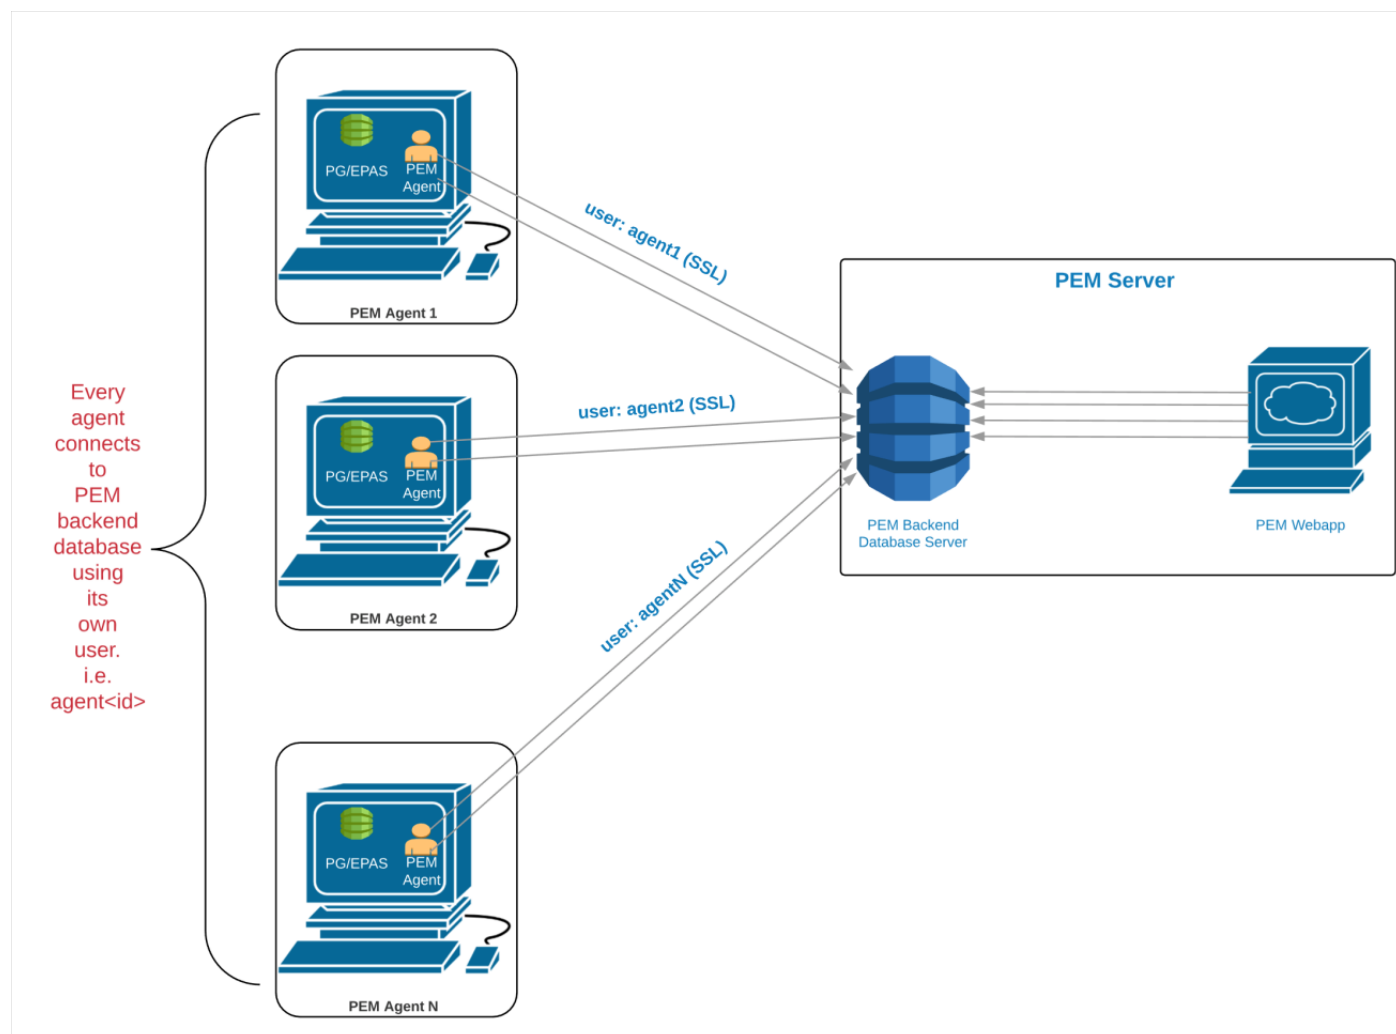 PG/EPAS
PEM
Agent
PEM Agent 1
user: agent1 (SSL)
PEM Server
Every
agent
connects
to
PEM
backend
database
using
its
own
user.
i.e.
agent<id>
PG/EPAS
PEM
Agent
PEM Agent 2
user: agent2 (SSL)
PEM Backend
Database Server
PEM Webapp
user: agentN (SSL)
PG/EPAS
PEM
Agent
PEM Agent N